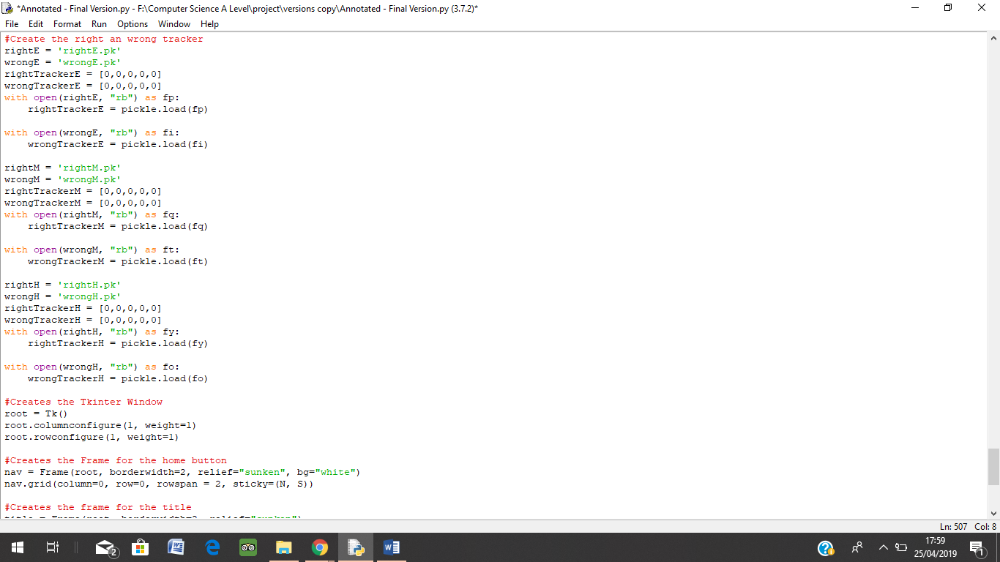 *Annotated - Final Version.py - F:\Computer Science A Level\project\versions copy\Annotated - Final Version.py (3.7.2)*
File Edit Format Run Options Window Help
#Create the right an wrong tracker
rightE = 'rightE.pk'
wrongE = 'wrongE.pk'
rightTrackerE = [0,0,0,0,0]
wrongTrackerE = [0,0,0,0,0]
with open(rightE, "rb") as fp:
    rightTrackerE = pickle.load(fp)

with open(wrongE, "rb") as fi:
    wrongTrackerE = pickle.load(fi)

rightM = 'rightM.pk'
wrongM = 'wrongM.pk'
rightTrackerM = [0,0,0,0,0]
wrongTrackerM = [0,0,0,0,0]
with open(rightM, "rb") as fq:
    rightTrackerM = pickle.load(fq)

with open(wrongM, "rb") as ft:
    wrongTrackerM = pickle.load(ft)

rightH = 'rightH.pk'
wrongH = 'wrongH.pk'
rightTrackerH = [0,0,0,0,0]
wrongTrackerH = [0,0,0,0,0]
with open(rightH, "rb") as fy:
    rightTrackerH = pickle.load(fy)

with open(wrongH, "rb") as fo:
    wrongTrackerH = pickle.load(fo)

#Creates the Tkinter Window
root = Tk()
root.columnconfigure(1, weight=1)
root.rowconfigure(1, weight=1)

#Creates the Frame for the home button
nav = Frame(root, borderwidth=2, relief="sunken", bg="white")
nav.grid(column=0, row=0, rowspan = 2, sticky=(N, S))

#Creates the frame for the title
Ln: 507 Col: 8
2
17:59
25/04/2019
1